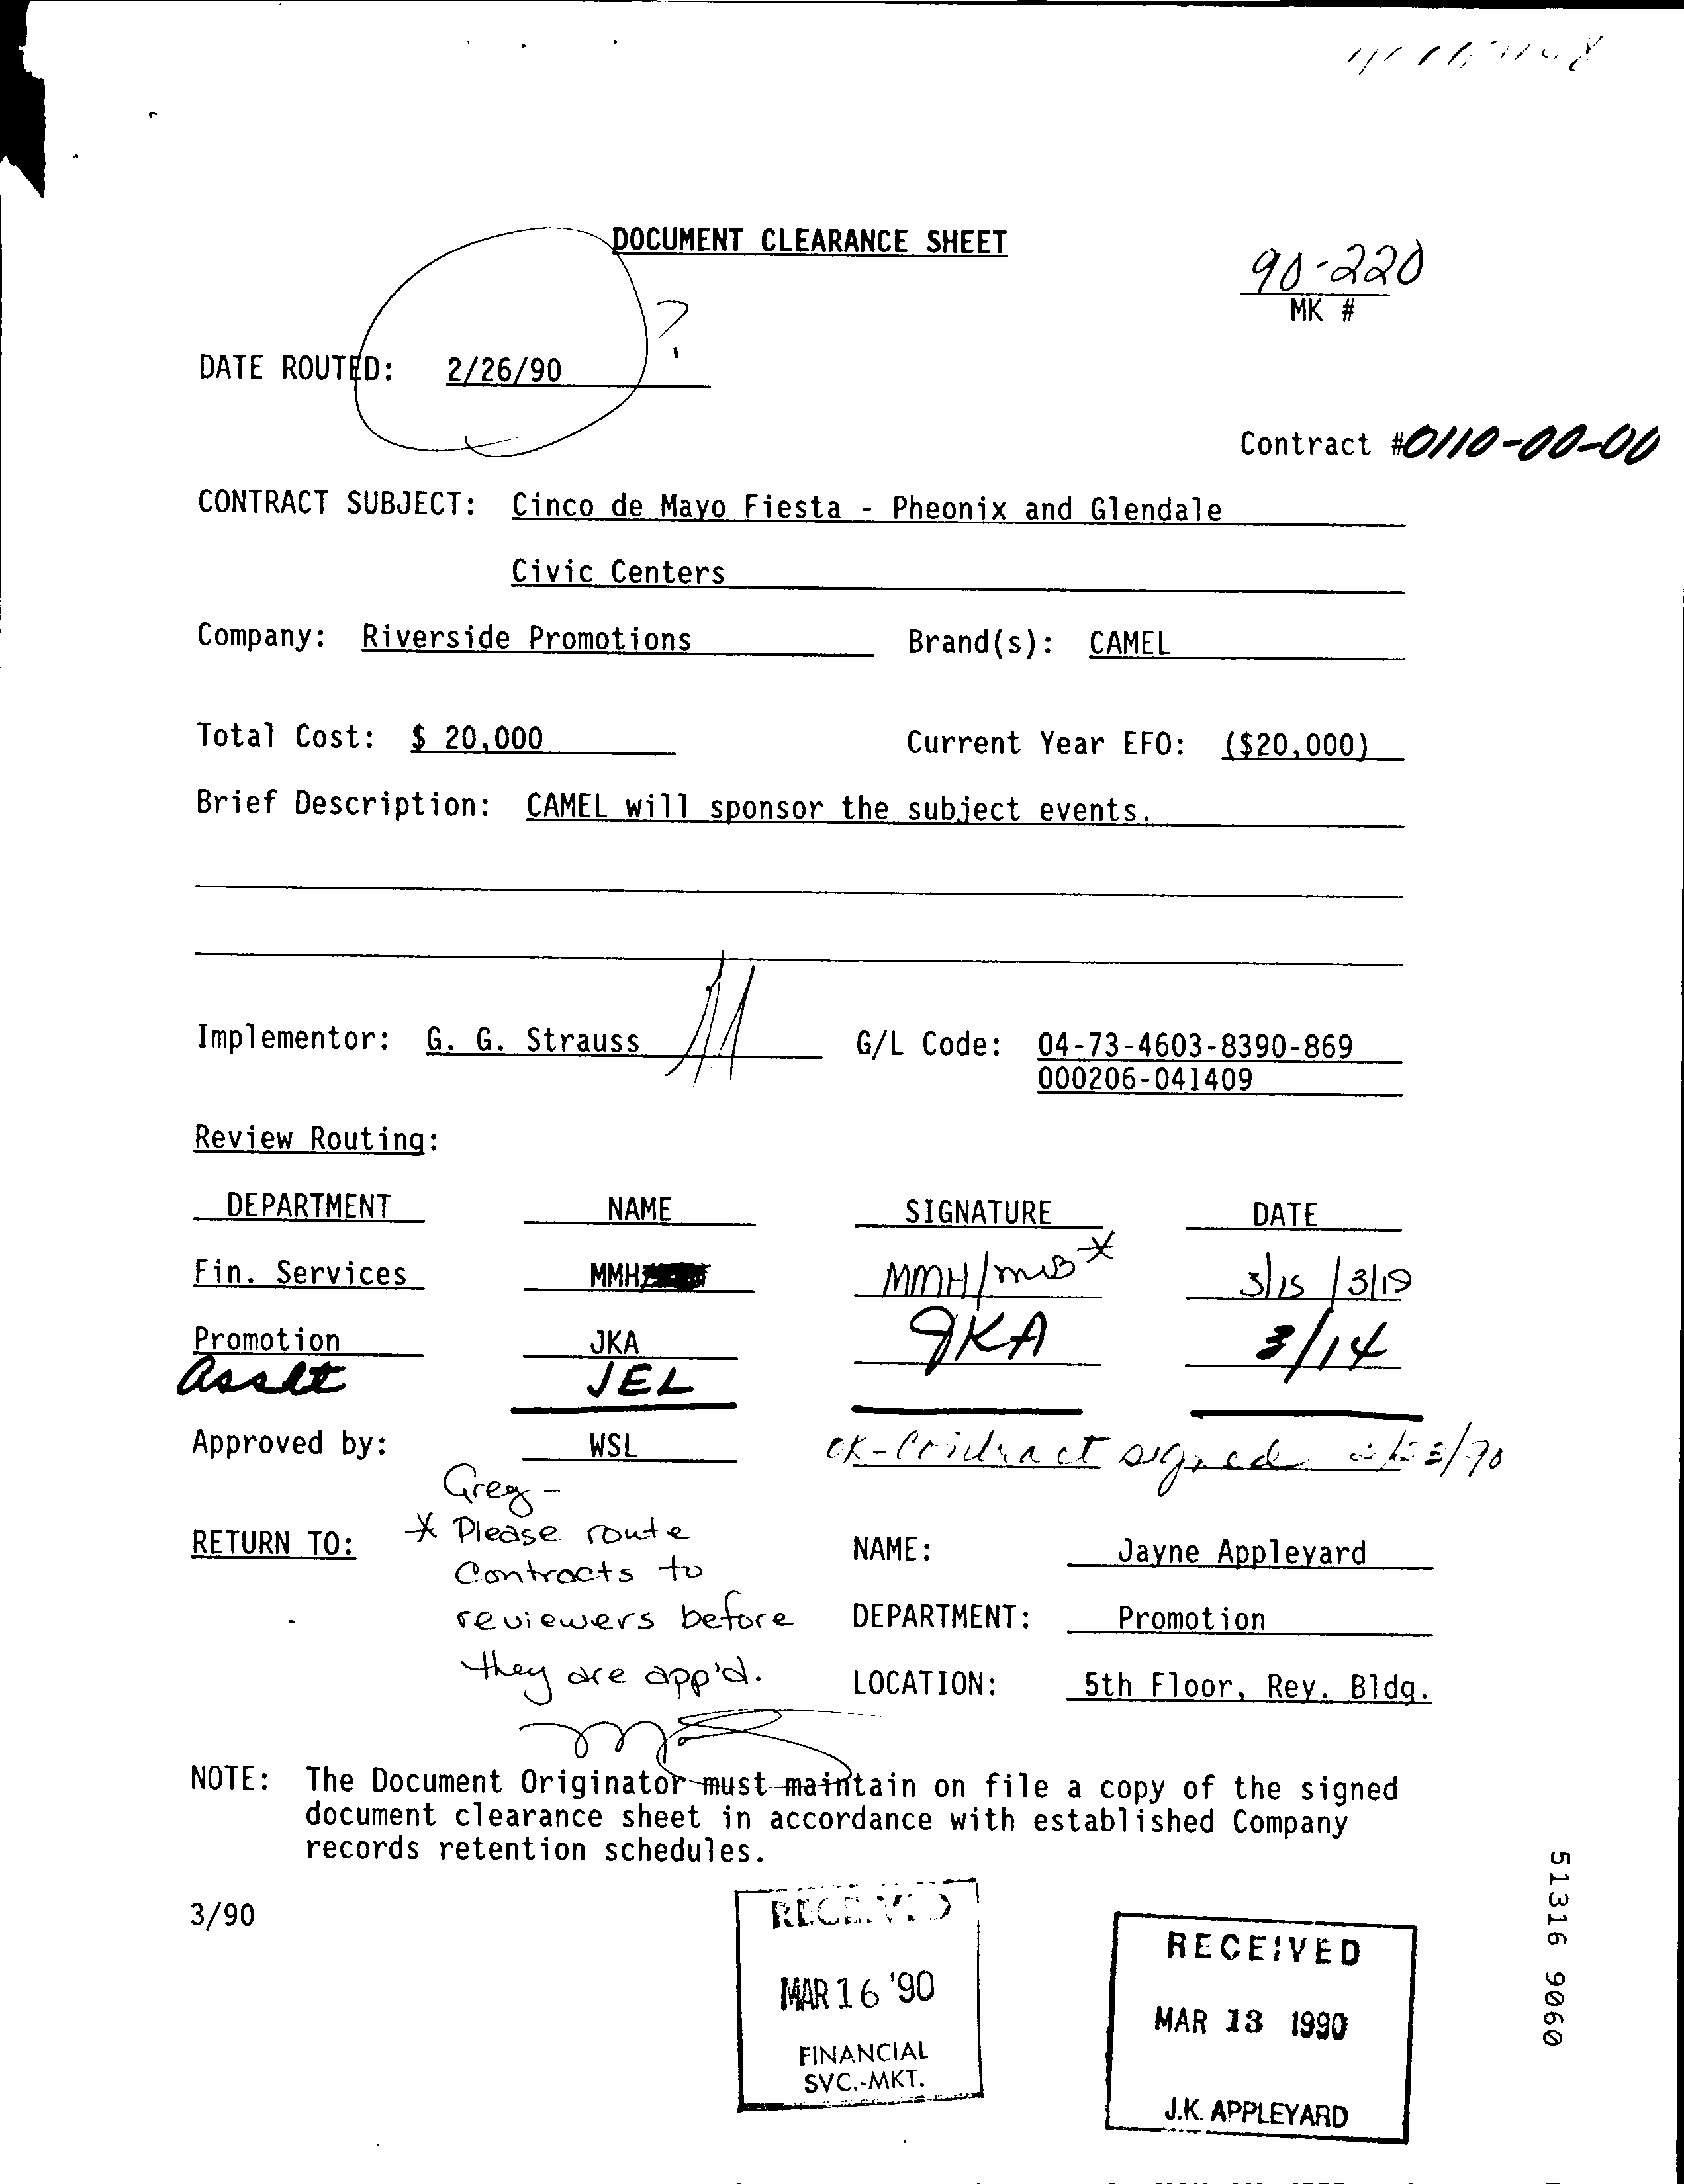 DOCUMENT CLEARANCE SHEET
90-220
MK #
?
DATE ROUTED: 2/26/90
Contract #0110-00-00
CONTRACT SUBJECT: Cinco de Mayo Fiesta - Pheonix and Glendale
Civic Centers
Company: Riverside Promotions Brand(s): CAMEL
Total Cost: $ 20,000 Current Year EFO: ($20,000)
Brief Description: CAMEL will sponsor the subject events.
Implementor: G. G. Strauss G/L Code: 04-73-4603-8390-869
000206-041409
Review Routing:
DEPARTMENT NAME SIGNATURE DATE
Fin. Services MMH MMH/mB* 3/15 /3/19
Promotion JKA JKA 3/14
Asset JEL
Approved by: WSL OK-Contract signed /90
Greg -
RETURN TO: * Please route NAME: Jayne Appleyard
Contracts to
reviewers before DEPARTMENT: Promotion
they are app'd. LOCATION: 5th Floor, Rey. Bldg.
NOTE: The Document Originator must maintain on file a copy of the signed
document clearance sheet in accordance with established Company
records retention schedules.
3/90
RECEIVED
MAR 16 '90
FINANCIAL
SVC.-MKT.
RECEIVED
MAR 13 1990
J.K. APPLEYARD
51316 9060